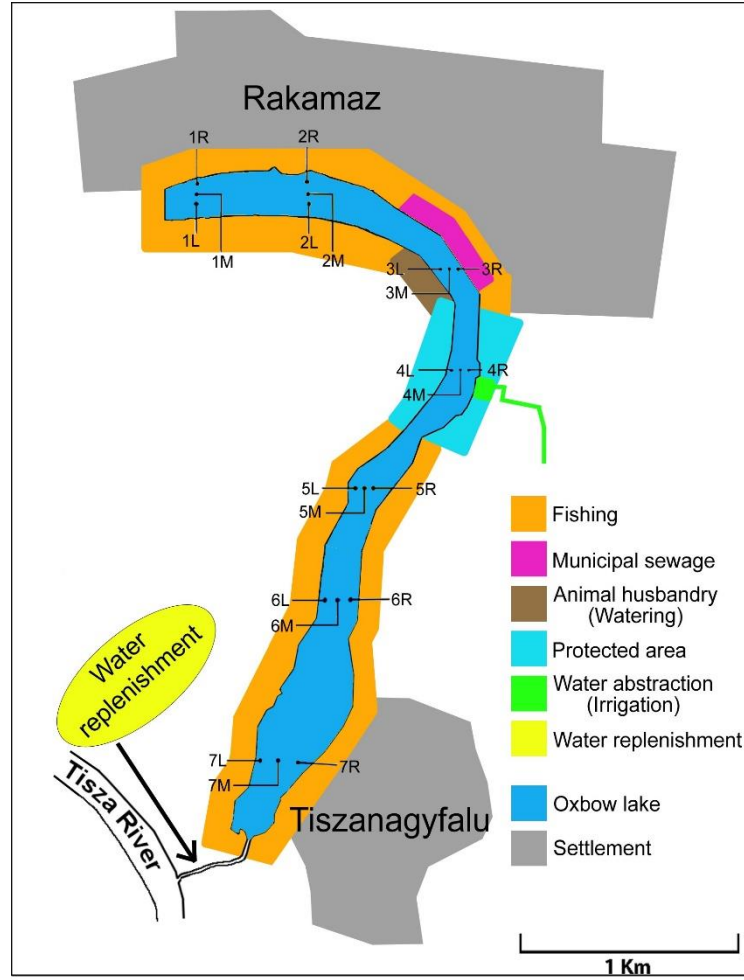 Rakamaz
1R
2R
1L
1M
2L
2M
3L
3R
3M
4L
4R
4M
5L
5R
5M
6L
6R
6M
7L
7R
7M
Water
replenishment
Tisza River
Tiszanagyfalu
Fishing
Municipal sewage
Animal husbandry
(Watering)
Protected area
Water abstraction
(Irrigation)
Water replenishment
Oxbow lake
Settlement
1 Km